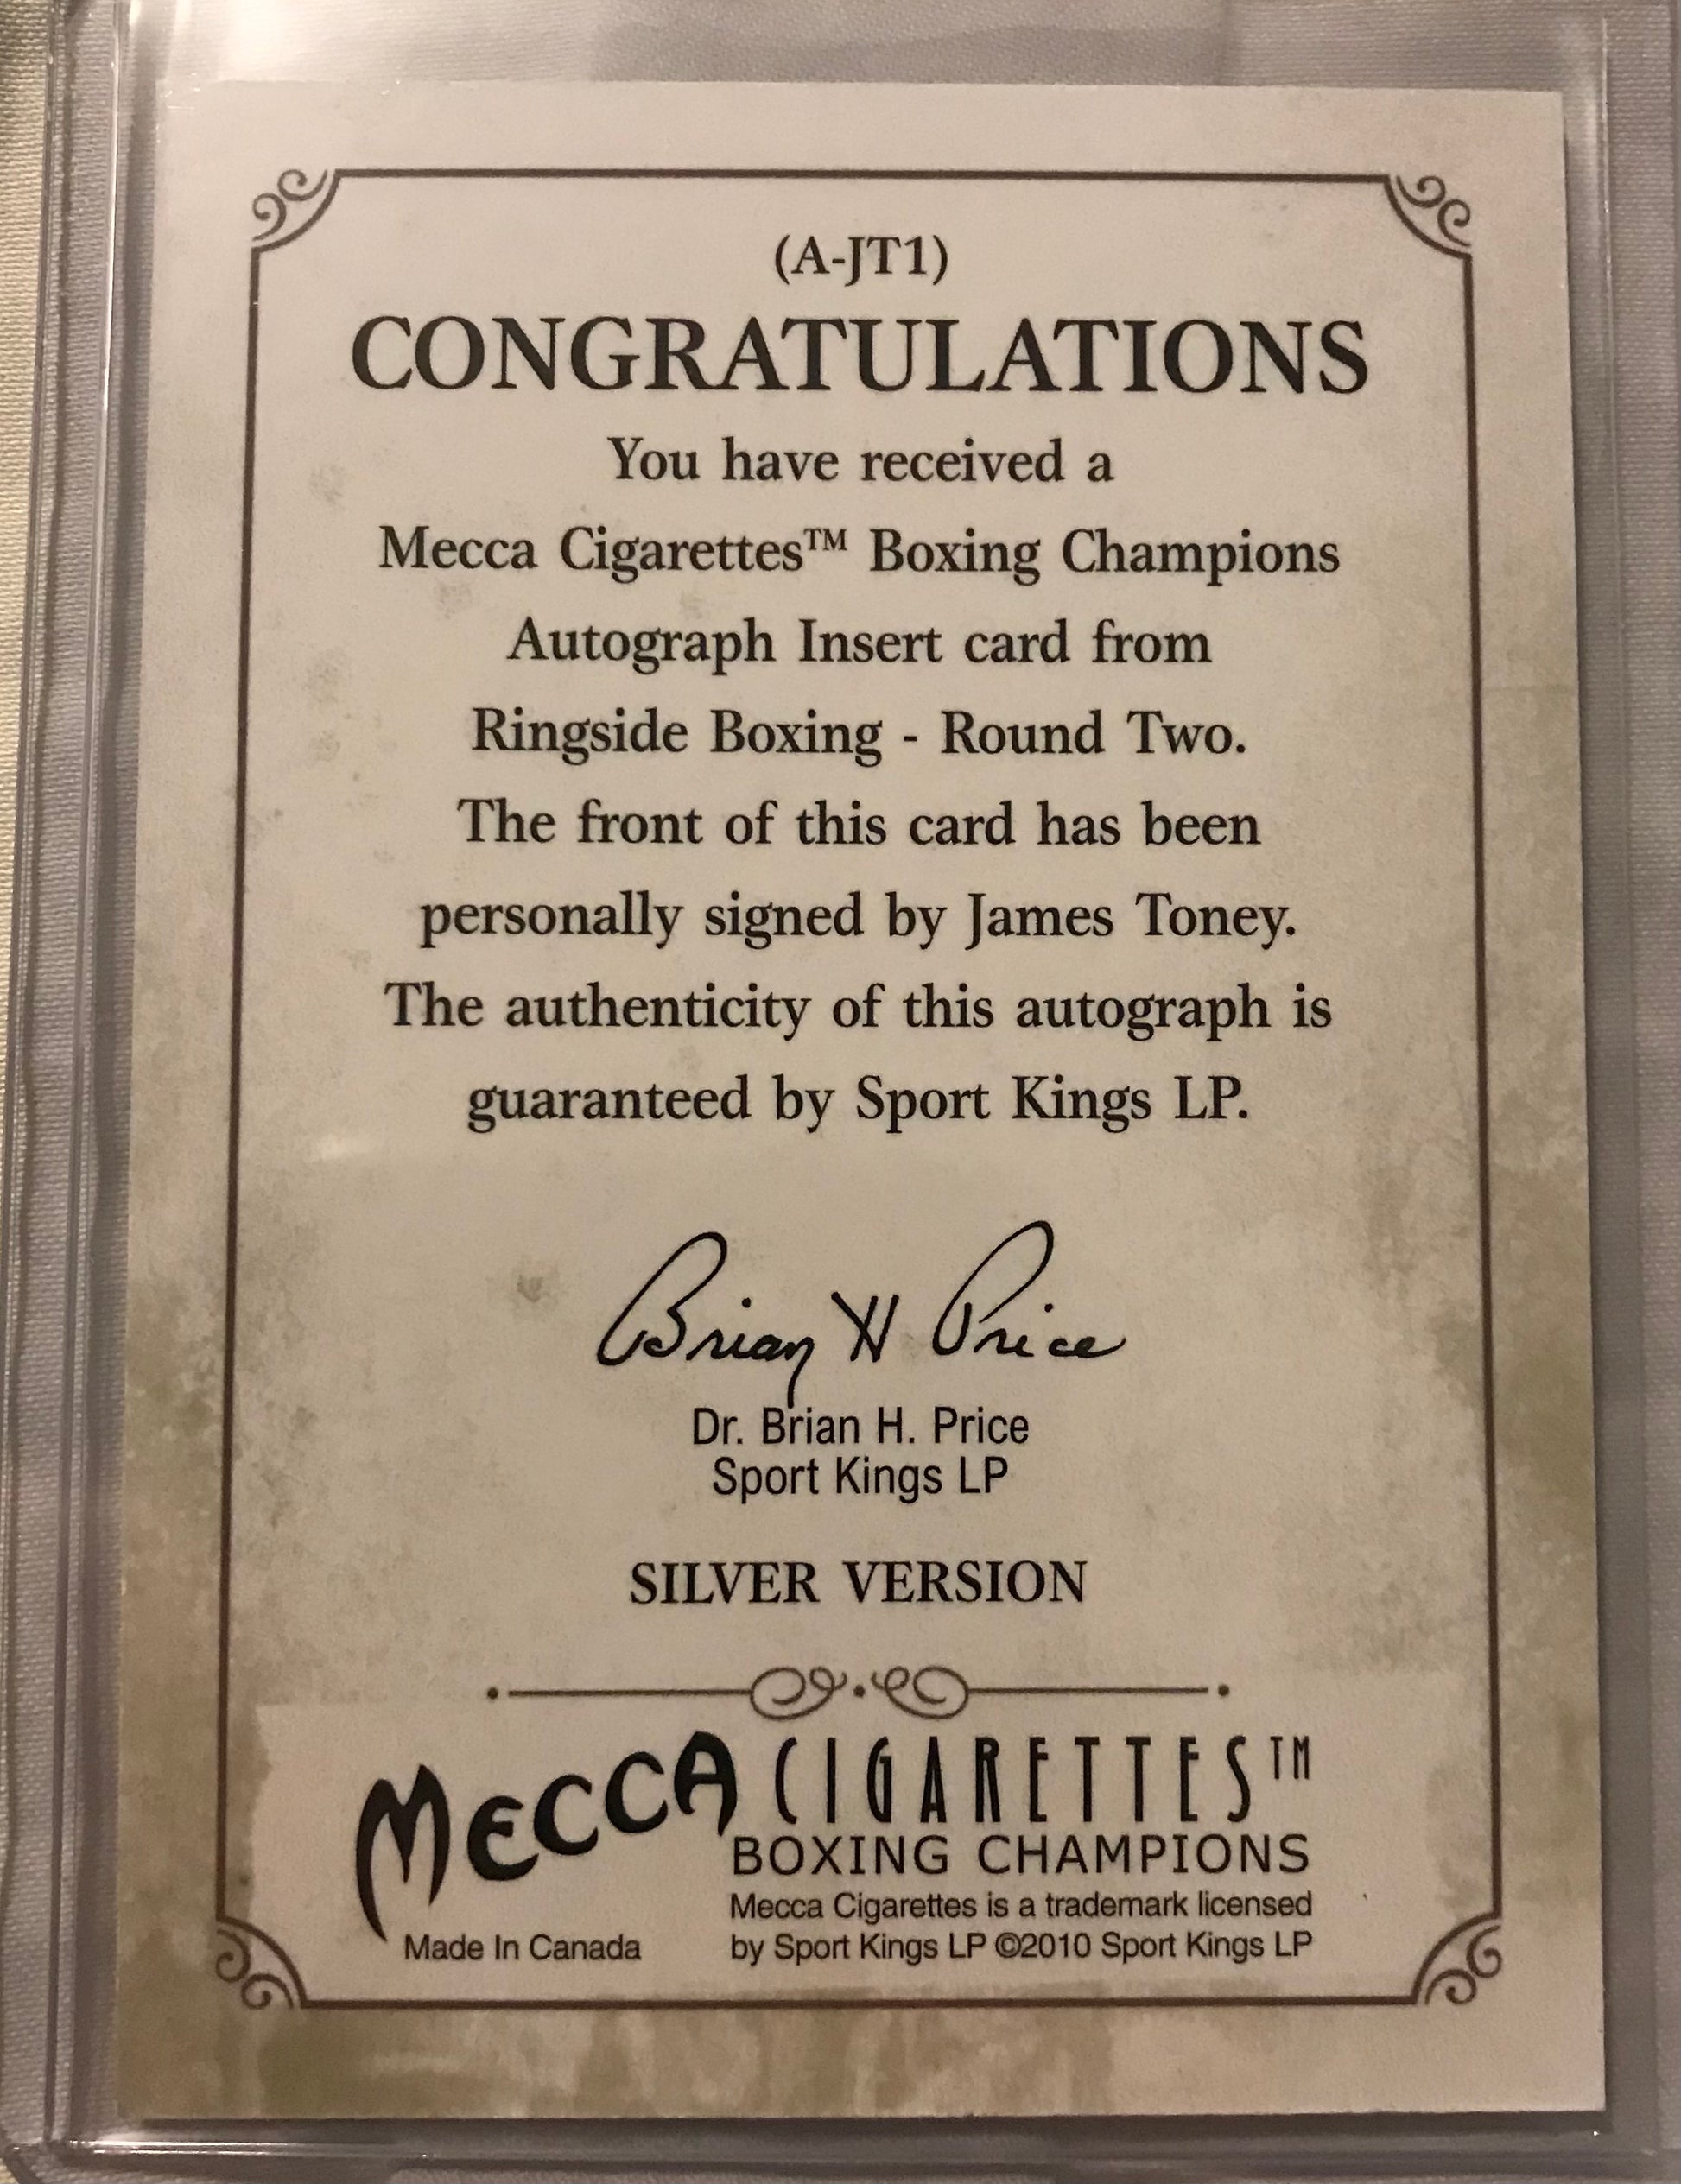 (A-JT1)
CONGRATULATIONS
You have received a
Mecca Cigarettes™ Boxing Champions
Autograph Insert card from
Ringside Boxing - Round Two.
The front of this card has been
personally signed by James Toney.
The authenticity of this autograph is
guaranteed by Sport Kings LP.
Brian H Price
Dr. Brian H. Price
Sport Kings LP
SILVER VERSION
MECCA CIGARETTES™
BOXING CHAMPIONS
Mecca Cigarettes is a trademark licensed
Made In Canada by Sport Kings LP ©2010 Sport Kings LP